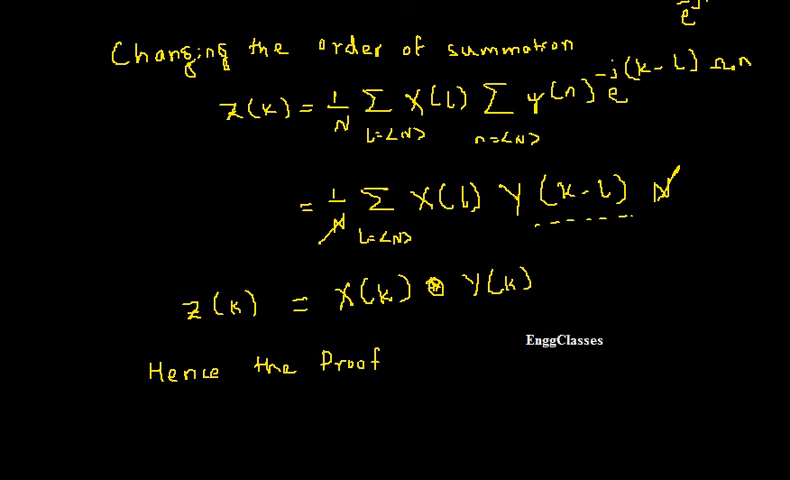 Changing the order of summation
Z(k) = 1/N Σ l=<N> X(l) Σ n=<N> y(n) e^-j(k-l)Ω₀n
= 1/N Σ l=<N> X(l) Y(k-l) N
Z(k) = X(k) ⊛ Y(k)
EnggClasses
Hence the Proof